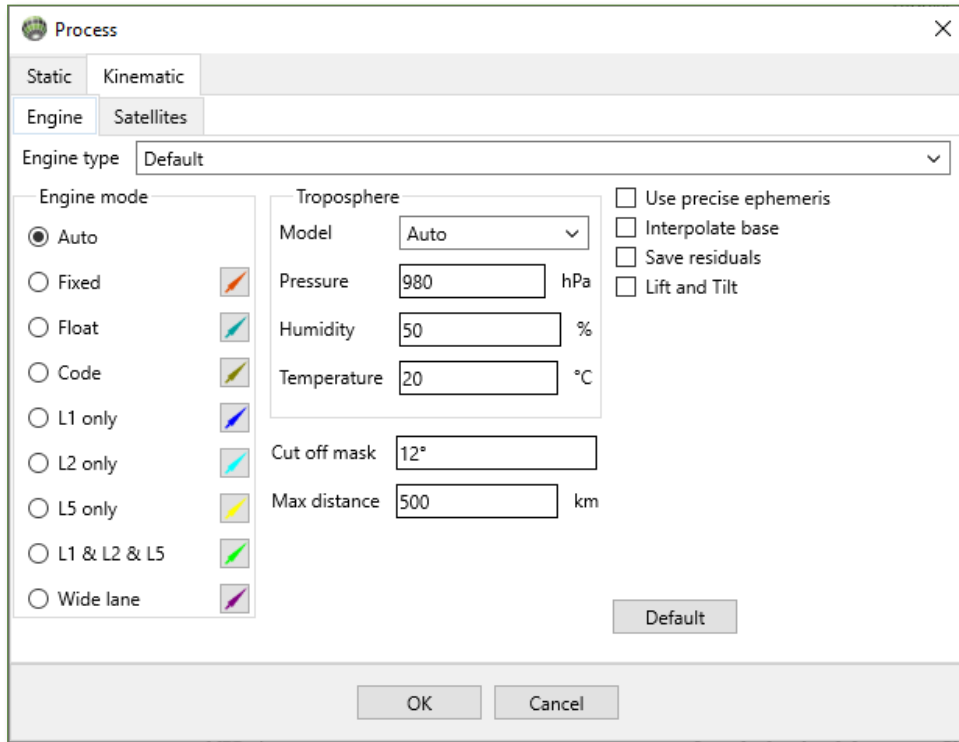 Process
Static Kinematic
Engine Satellites
Engine type Default
Engine mode
Auto
Fixed
Float
Code
L1 only
L2 only
L5 only
L1 & L2 & L5
Wide lane
Troposphere
Model Auto
Pressure 980 hPa
Humidity 50 %
Temperature 20 °C
Cut off mask 12°
Max distance 500 km
Use precise ephemeris
Interpolate base
Save residuals
Lift and Tilt
Default
OK Cancel